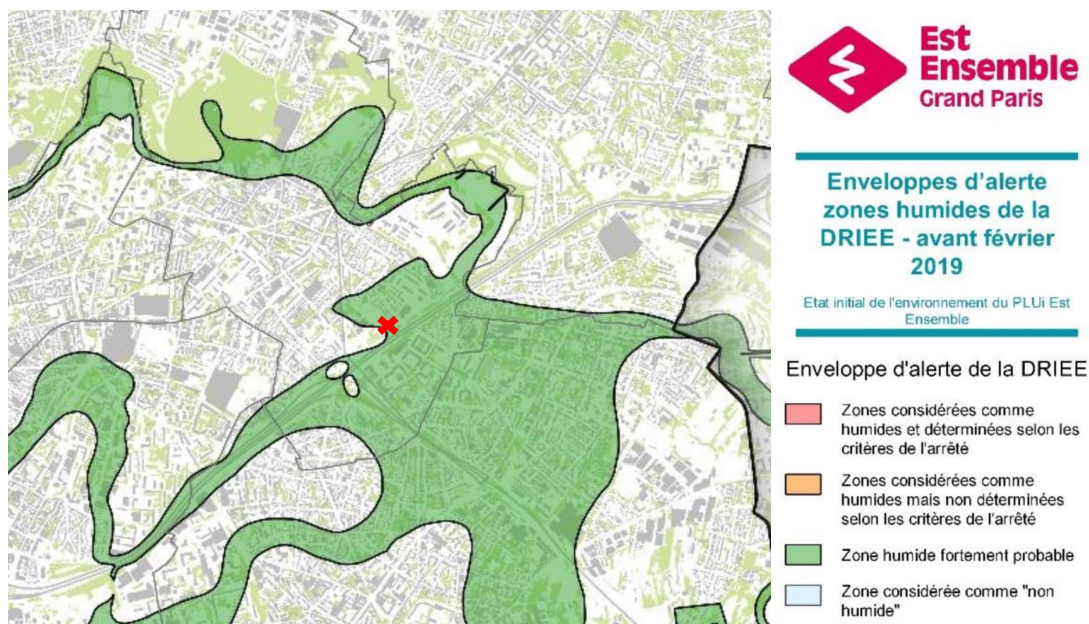 Est
Ensemble
Grand Paris
Enveloppes d'alerte
zones humides de la
DRIEE - avant février
2019
Etat initial de l'environnement du PLUi Est
Ensemble
Enveloppe d'alerte de la DRIEE
Zones considérées comme
humides et déterminées selon les
critères de l'arrêté
Zones considérées comme
humides mais non déterminées
selon les critères de l'arrêté
Zone humide fortement probable
Zone considérée comme "non
humide"